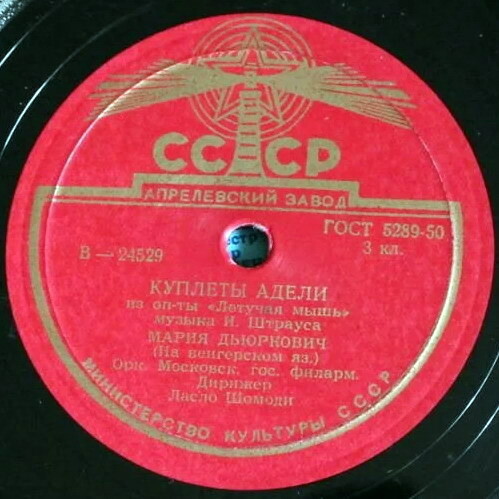 СССР
АПРЕЛЕВСКИЙ ЗАВОД
ГОСТ 5289-50
3 кл.
В — 24529
КУПЛЕТЫ АДЕЛИ
из оп-ты «Летучая мышь»
музыка И. Штрауса
МАРИЯ ДЬЮРКОВИЧ
(На венгерском яз.)
Орк. Московск. гос. филарм.
Дирижер
Ласло Шомоди
МИНИСТЕРСТВО КУЛЬТУРЫ СССР